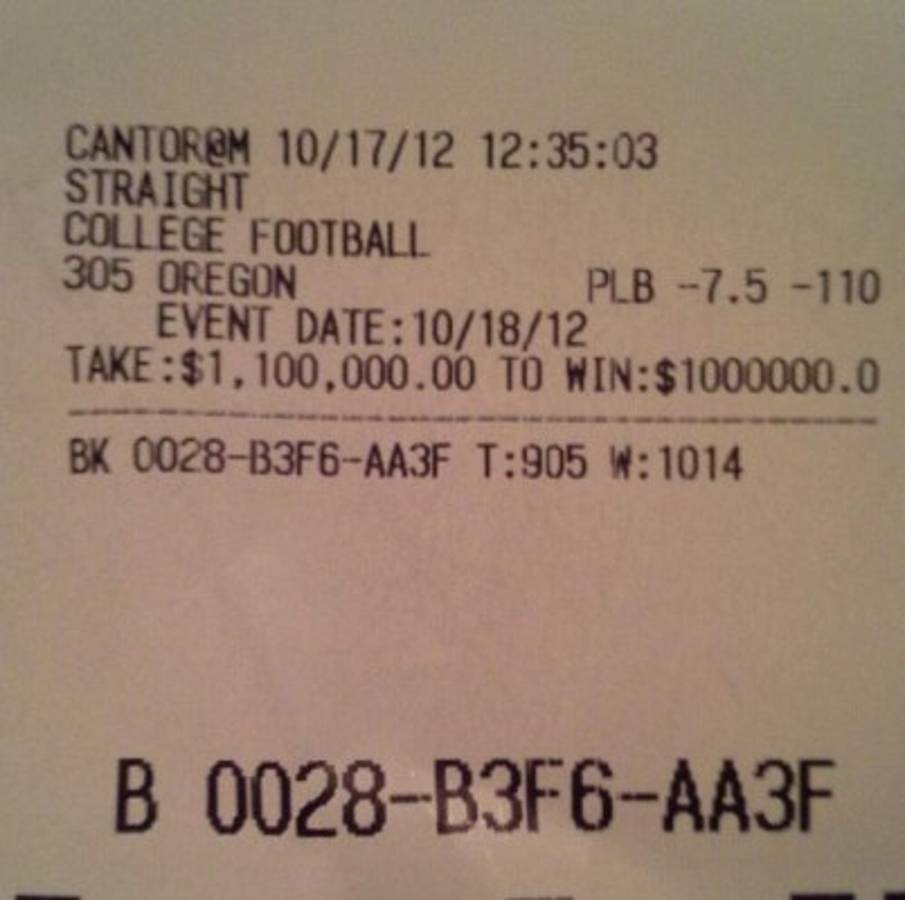 CANTOR@M 10/17/12 12:35:03
STRAIGHT
COLLEGE FOOTBALL
305 OREGON PLB -7.5 -110
EVENT DATE:10/18/12
TAKE:$1,100,000.00 TO WIN:$1000000.0
BK 0028-B3F6-AA3F T:905 W:1014
B 0028-B3F6-AA3F